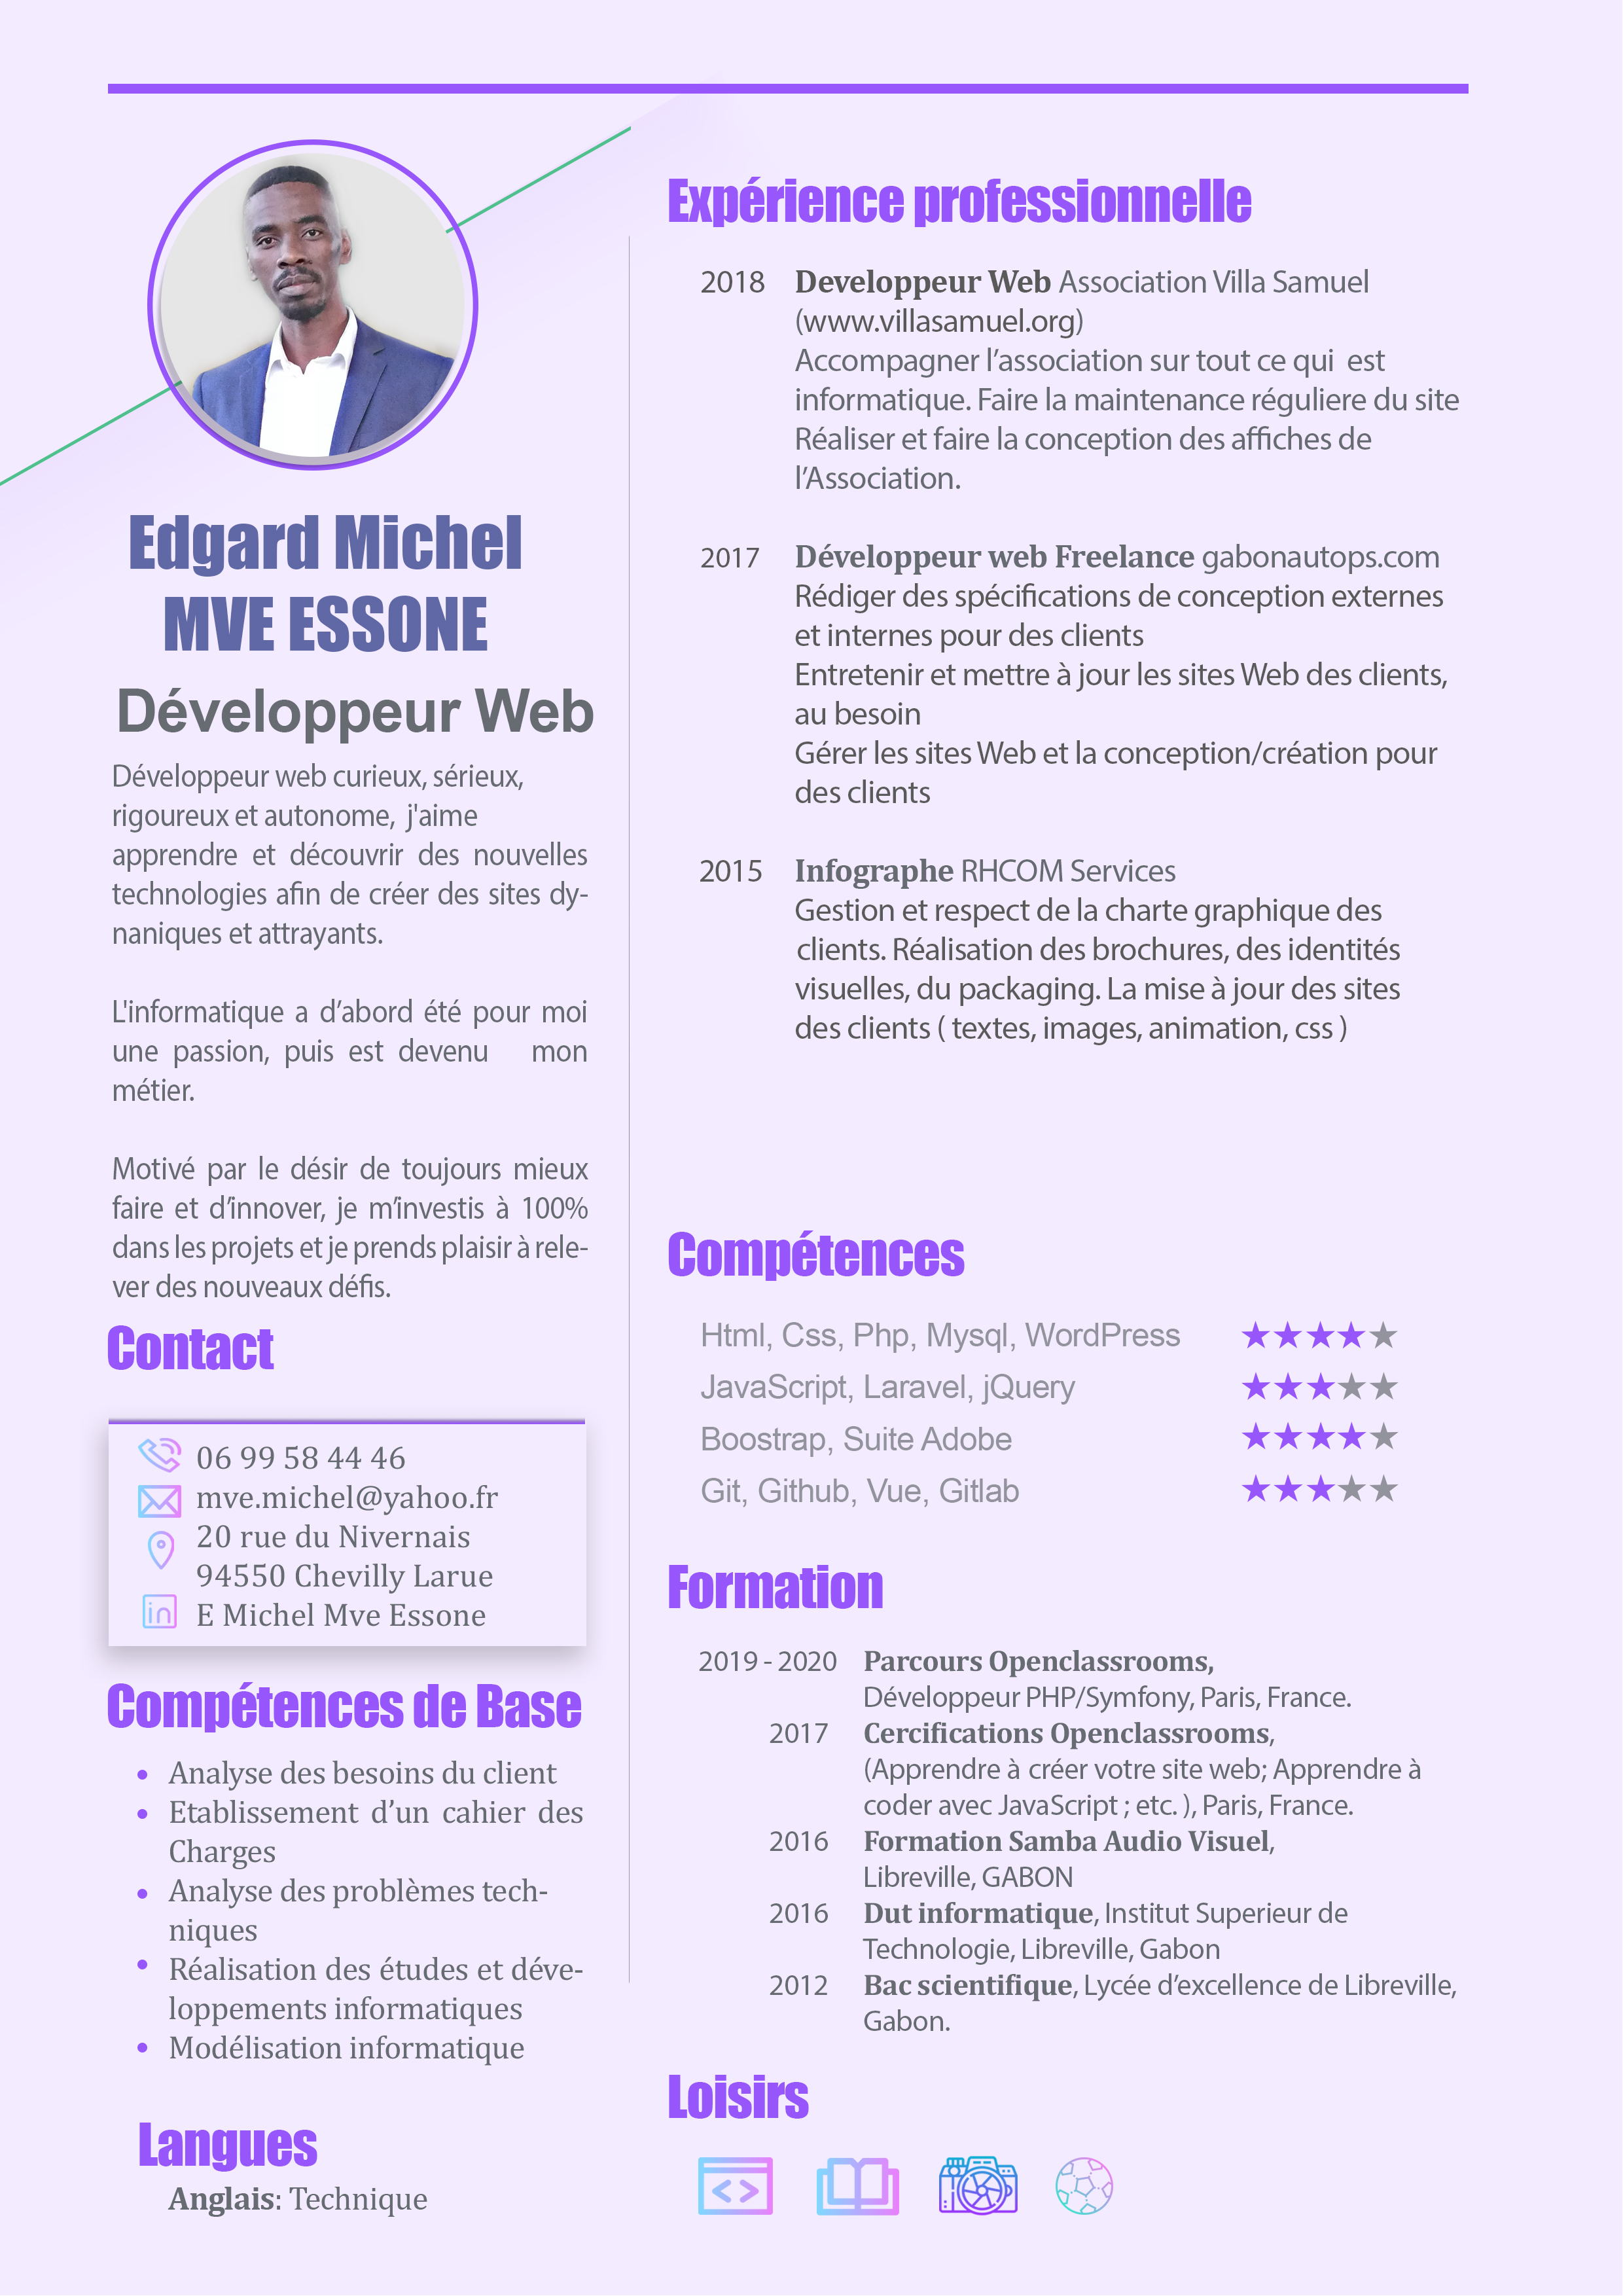 Edgard Michel
MVE ESSONE
Développeur Web
Développeur web curieux, sérieux,
rigoureux et autonome, j'aime
apprendre et découvrir des nouvelles
technologies afin de créer des sites dy-
naniques et attrayants.
L'informatique a d’abord été pour moi
une passion, puis est devenu mon
métier.
Motivé par le désir de toujours mieux
faire et d’innover, je m’investis à 100%
dans les projets et je prends plaisir à rele-
ver des nouveaux défis.
Contact
06 99 58 44 46
mve.michel@yahoo.fr
20 rue du Nivernais
94550 Chevilly Larue
in E Michel Mve Essone
Compétences de Base
• Analyse des besoins du client
• Etablissement d’un cahier des
Charges
• Analyse des problèmes tech-
niques
• Réalisation des études et déve-
loppements informatiques
• Modélisation informatique
Langues
Anglais: Technique
Expérience professionnelle
2018 Developpeur Web Association Villa Samuel
(www.villasamuel.org)
Accompagner l’association sur tout ce qui est
informatique. Faire la maintenance réguliere du site
Réaliser et faire la conception des affiches de
l’Association.
2017 Développeur web Freelance gabonautops.com
Rédiger des spécifications de conception externes
et internes pour des clients
Entretenir et mettre à jour les sites Web des clients,
au besoin
Gérer les sites Web et la conception/création pour
des clients
2015 Infographe RHCOM Services
Gestion et respect de la charte graphique des
clients. Réalisation des brochures, des identités
visuelles, du packaging. La mise à jour des sites
des clients ( textes, images, animation, css )
Compétences
Html, Css, Php, Mysql, WordPress
JavaScript, Laravel, jQuery
Boostrap, Suite Adobe
Git, Github, Vue, Gitlab
Formation
2019 - 2020 Parcours Openclassrooms,
Développeur PHP/Symfony, Paris, France.
2017 Cercifications Openclassrooms,
(Apprendre à créer votre site web; Apprendre à
coder avec JavaScript ; etc. ), Paris, France.
2016 Formation Samba Audio Visuel,
Libreville, GABON
2016 Dut informatique, Institut Superieur de
Technologie, Libreville, Gabon
2012 Bac scientifique, Lycée d’excellence de Libreville,
Gabon.
Loisirs